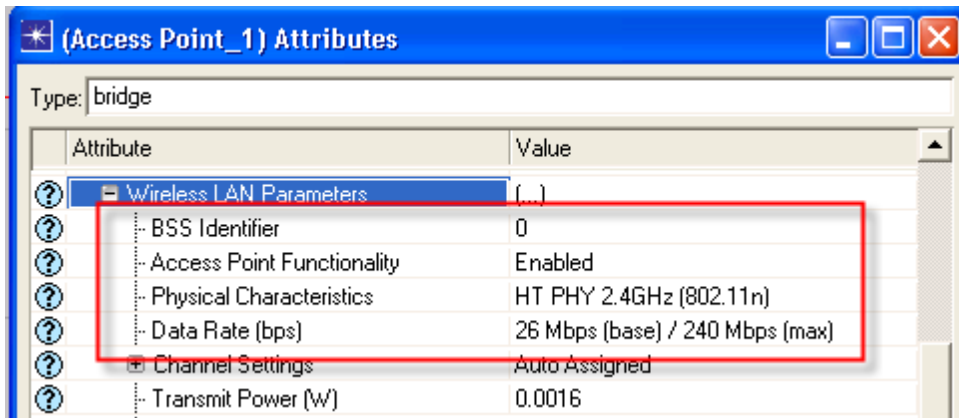 (Access Point_1) Attributes
Type: bridge
Attribute Value
Wireless LAN Parameters (...)
BSS Identifier 0
Access Point Functionality Enabled
Physical Characteristics HT PHY 2.4GHz (802.11n)
Data Rate (bps) 26 Mbps (base) / 240 Mbps (max)
Channel Settings Auto Assigned
Transmit Power (W) 0.0016